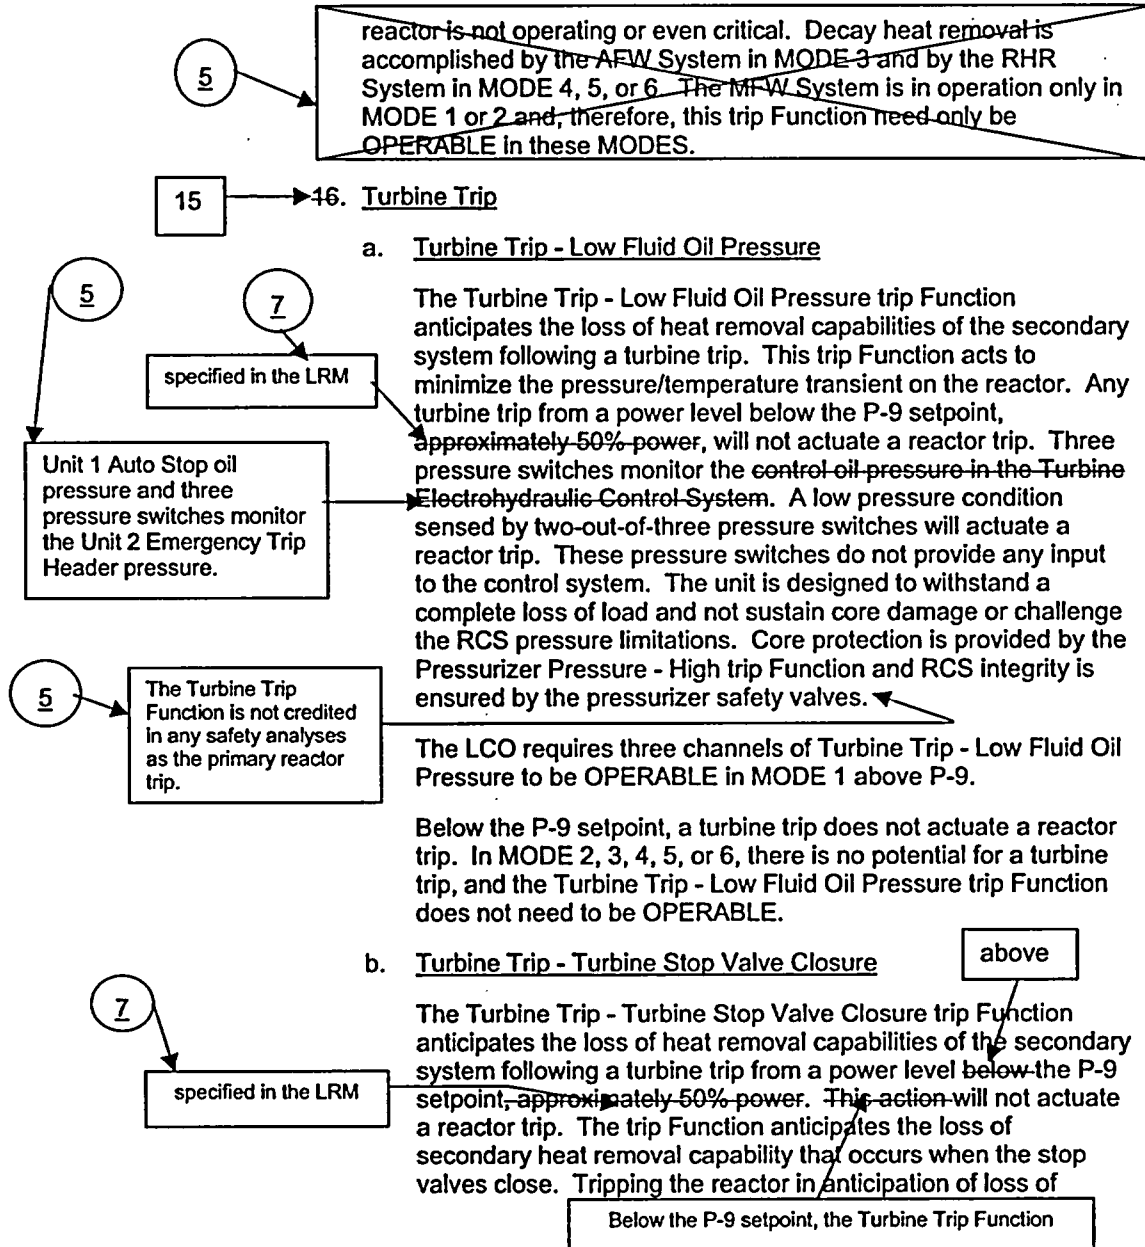 reactor is not operating or even critical. Decay heat removal is
accomplished by the AFW System in MODE 3 and by the RHR
System in MODE 4, 5, or 6. The MFW System is in operation only in
MODE 1 or 2 and, therefore, this trip Function need only be
OPERABLE in these MODES.
5
15
16. Turbine Trip
a. Turbine Trip - Low Fluid Oil Pressure
5
7
The Turbine Trip - Low Fluid Oil Pressure trip Function
anticipates the loss of heat removal capabilities of the secondary
system following a turbine trip. This trip Function acts to
minimize the pressure/temperature transient on the reactor. Any
turbine trip from a power level below the P-9 setpoint,
approximately 50% power, will not actuate a reactor trip. Three
pressure switches monitor the control oil pressure in the Turbine
Electrohydraulic Control System. A low pressure condition
sensed by two-out-of-three pressure switches will actuate a
reactor trip. These pressure switches do not provide any input
to the control system. The unit is designed to withstand a
complete loss of load and not sustain core damage or challenge
the RCS pressure limitations. Core protection is provided by the
Pressurizer Pressure - High trip Function and RCS integrity is
ensured by the pressurizer safety valves.
specified in the LRM
Unit 1 Auto Stop oil
pressure and three
pressure switches monitor
the Unit 2 Emergency Trip
Header pressure.
5
The Turbine Trip
Function is not credited
in any safety analyses
as the primary reactor
trip.
The LCO requires three channels of Turbine Trip - Low Fluid Oil
Pressure to be OPERABLE in MODE 1 above P-9.
Below the P-9 setpoint, a turbine trip does not actuate a reactor
trip. In MODE 2, 3, 4, 5, or 6, there is no potential for a turbine
trip, and the Turbine Trip - Low Fluid Oil Pressure trip Function
does not need to be OPERABLE.
b. Turbine Trip - Turbine Stop Valve Closure
above
7
The Turbine Trip - Turbine Stop Valve Closure trip Function
anticipates the loss of heat removal capabilities of the secondary
system following a turbine trip from a power level below the P-9
setpoint, approximately 50% power. This action will not actuate
a reactor trip. The trip Function anticipates the loss of
secondary heat removal capability that occurs when the stop
valves close. Tripping the reactor in anticipation of loss of
specified in the LRM
Below the P-9 setpoint, the Turbine Trip Function